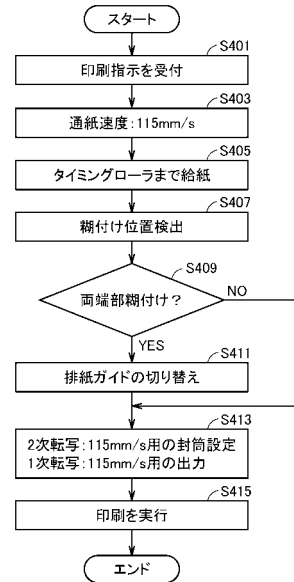 スタート
S401
印刷指示を受付
S403
通紙速度:115mm/s
S405
タイミングローラまで給紙
S407
糊付け位置検出
S409
両端部糊付け?
NO
YES
S411
排紙ガイドの切り替え
S413
2次転写:115mm/s用の封筒設定
1次転写:115mm/s用の出力
S415
印刷を実行
エンド